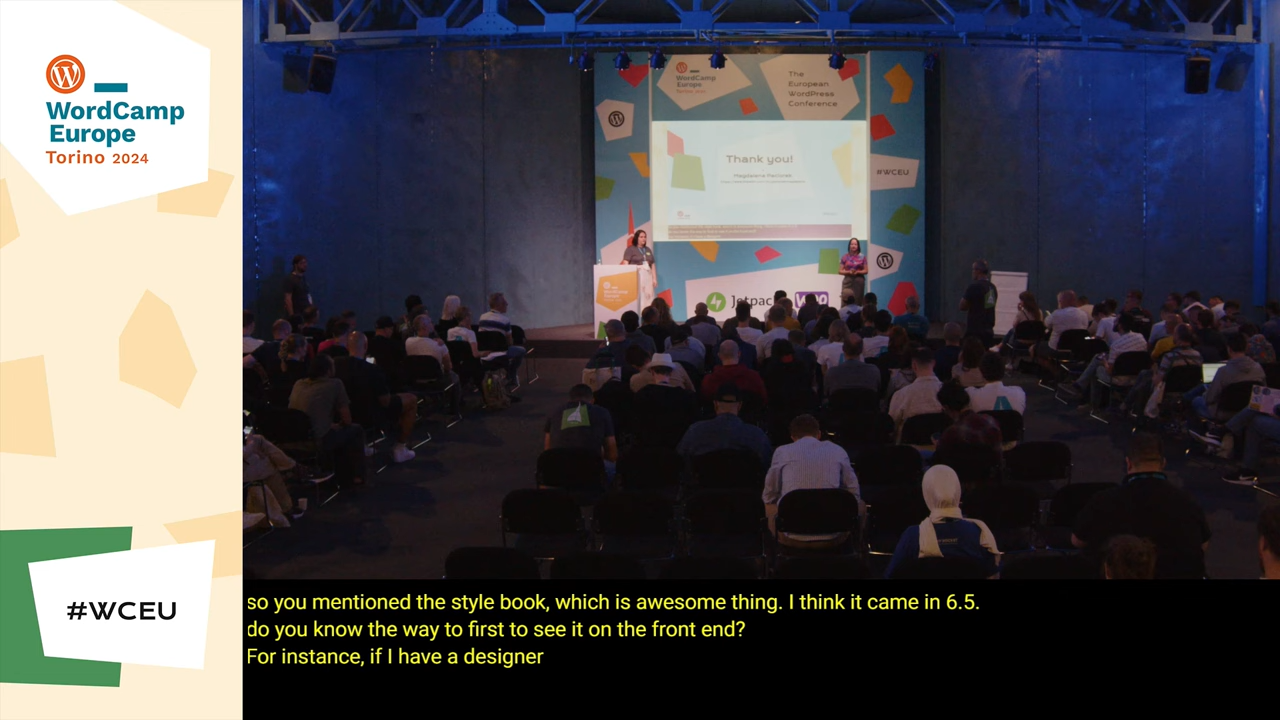 WordCamp
Europe
Torino 2024
#WCEU
WordCamp
Europe
The
European
WordPress
Conference
Thank you!
#WCEU
Jetpac
WOO
so you mentioned the style book, which is awesome thing. I think it came in 6.5.
do you know the way to first to see it on the front end?
For instance, if I have a designer